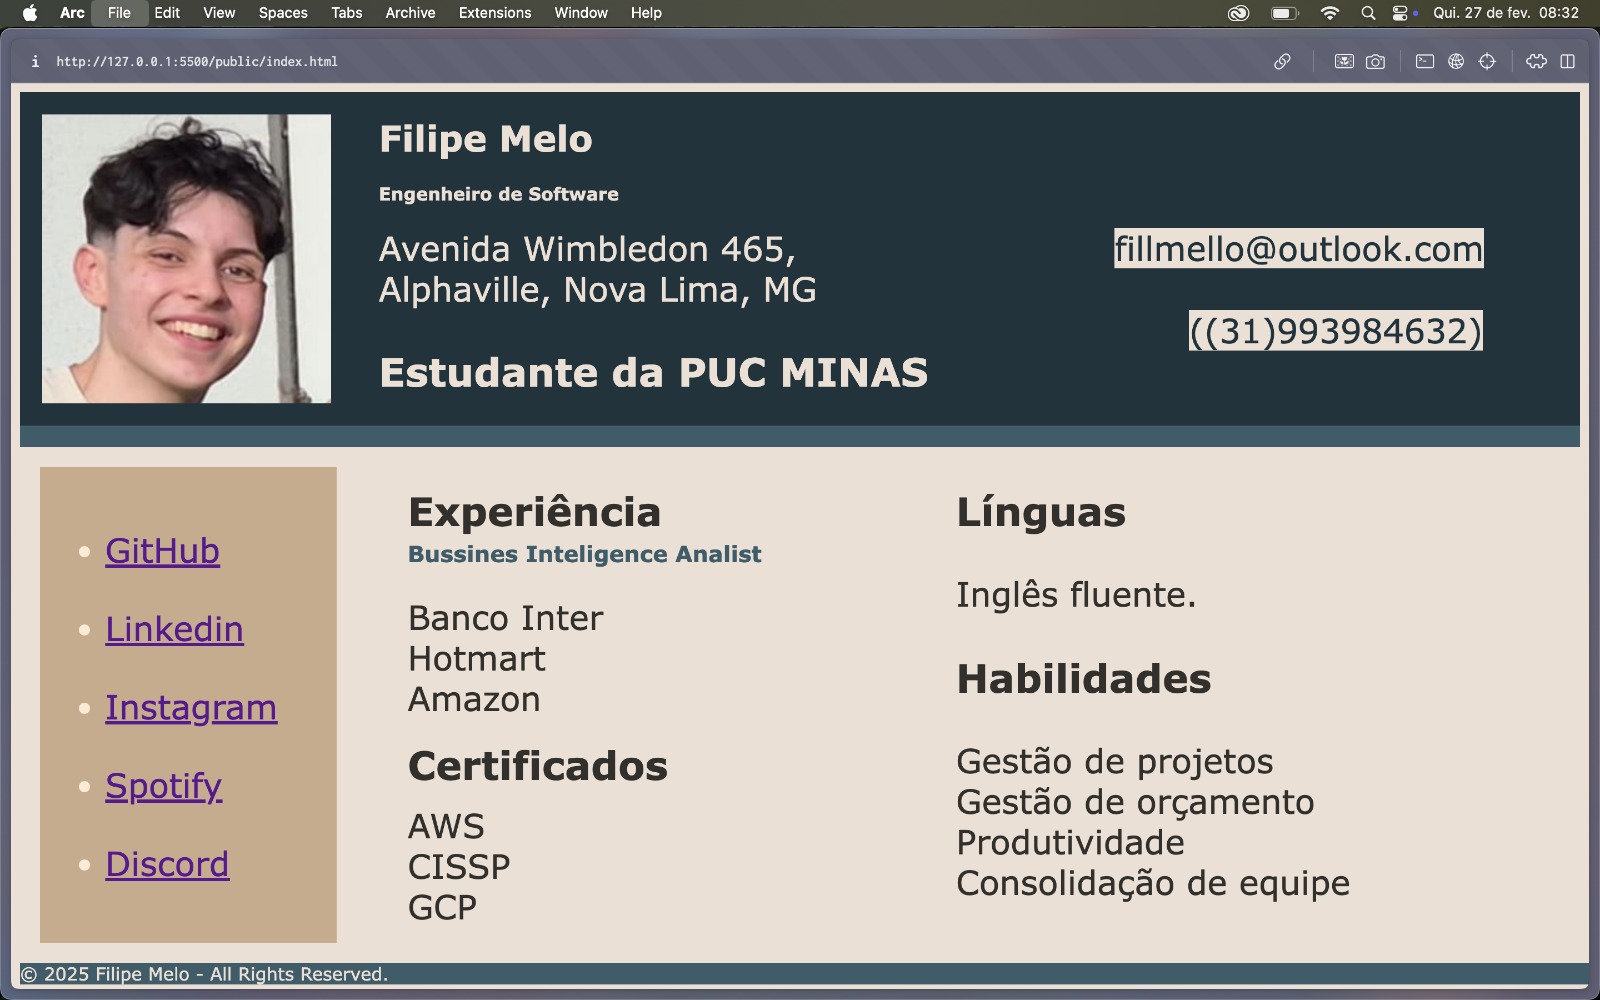 Arc File Edit View Spaces Tabs Archive Extensions Window Help Qui. 27 de fev. 08:32
http://127.0.0.1:5500/public/index.html
Filipe Melo
Engenheiro de Software
Avenida Wimbledon 465,
Alphaville, Nova Lima, MG
Estudante da PUC MINAS
fillmello@outlook.com
((31)993984632)
GitHub
Linkedin
Instagram
Spotify
Discord
Experiência
Bussines Inteligence Analist
Banco Inter
Hotmart
Amazon
Certificados
AWS
CISSP
GCP
Línguas
Inglês fluente.
Habilidades
Gestão de projetos
Gestão de orçamento
Produtividade
Consolidação de equipe
© 2025 Filipe Melo - All Rights Reserved.